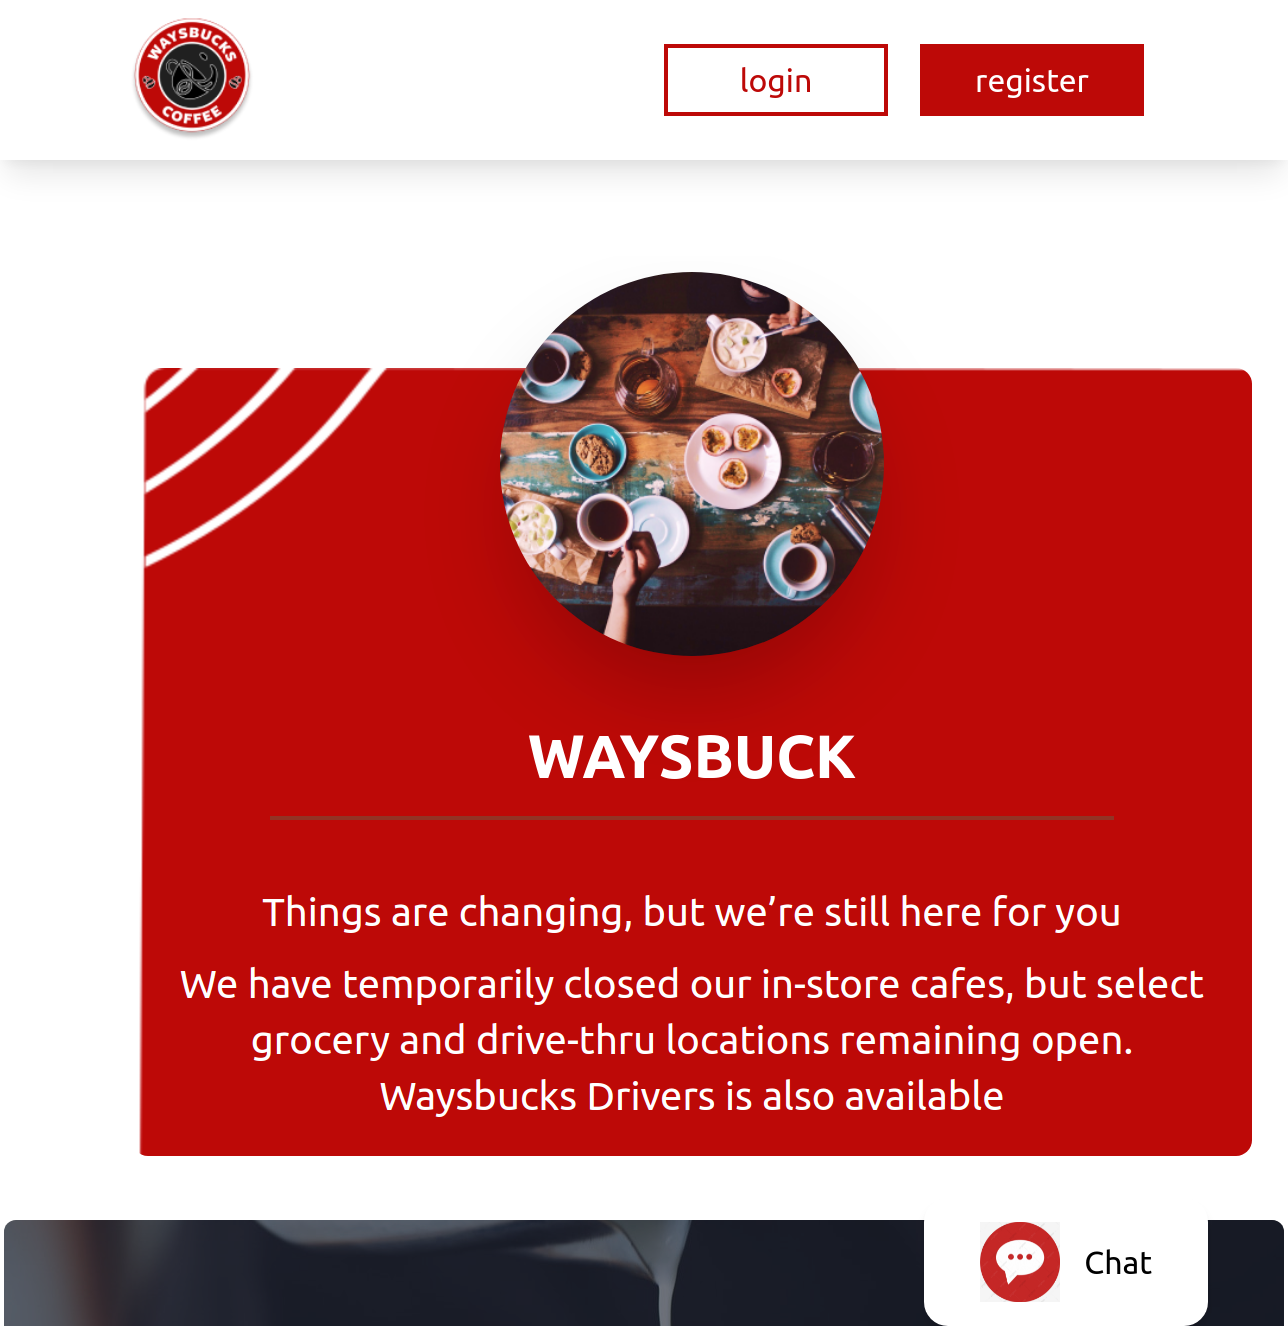 WAYSBUCKS
COFFEE
login
register
WAYSBUCK
Things are changing, but we’re still here for you
We have temporarily closed our in-store cafes, but select
grocery and drive-thru locations remaining open.
Waysbucks Drivers is also available
Chat